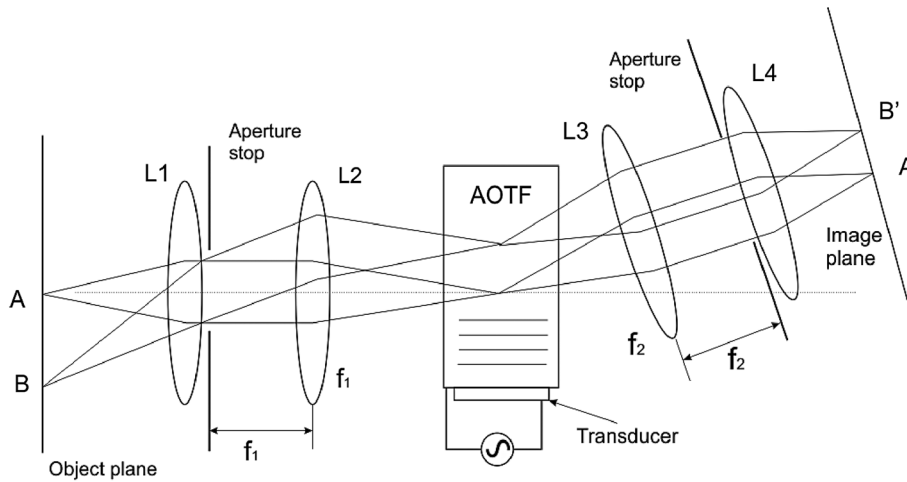 Aperture
stop
L4
Aperture
stop
L3
B’
L1
L2
AOTF
A
Image
plane
A
B
f₂
f₂
f₁
f₁
Transducer
Object plane